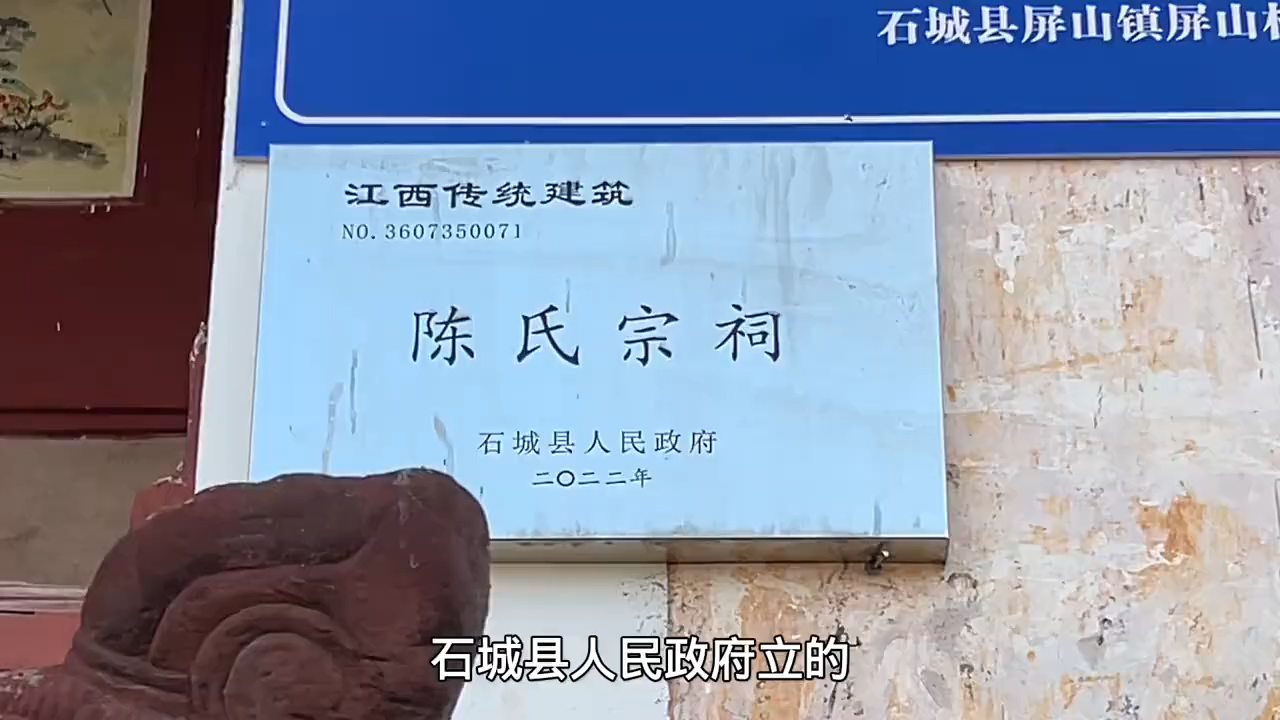 石城县屏山镇屏山村
江西传统建筑
NO. 3607350071
陈氏宗祠
石城县人民政府
二〇二二年
石城县人民政府立的